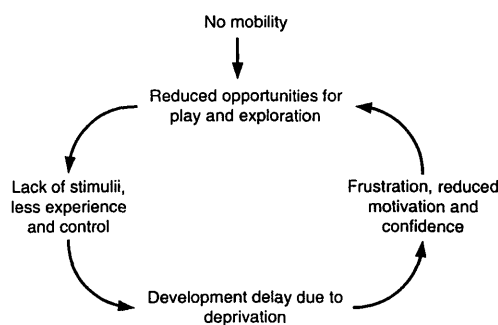 No mobility
Reduced opportunities for
play and exploration
Lack of stimulii,
less experience
and control
Frustration, reduced
motivation and
confidence
Development delay due to
deprivation